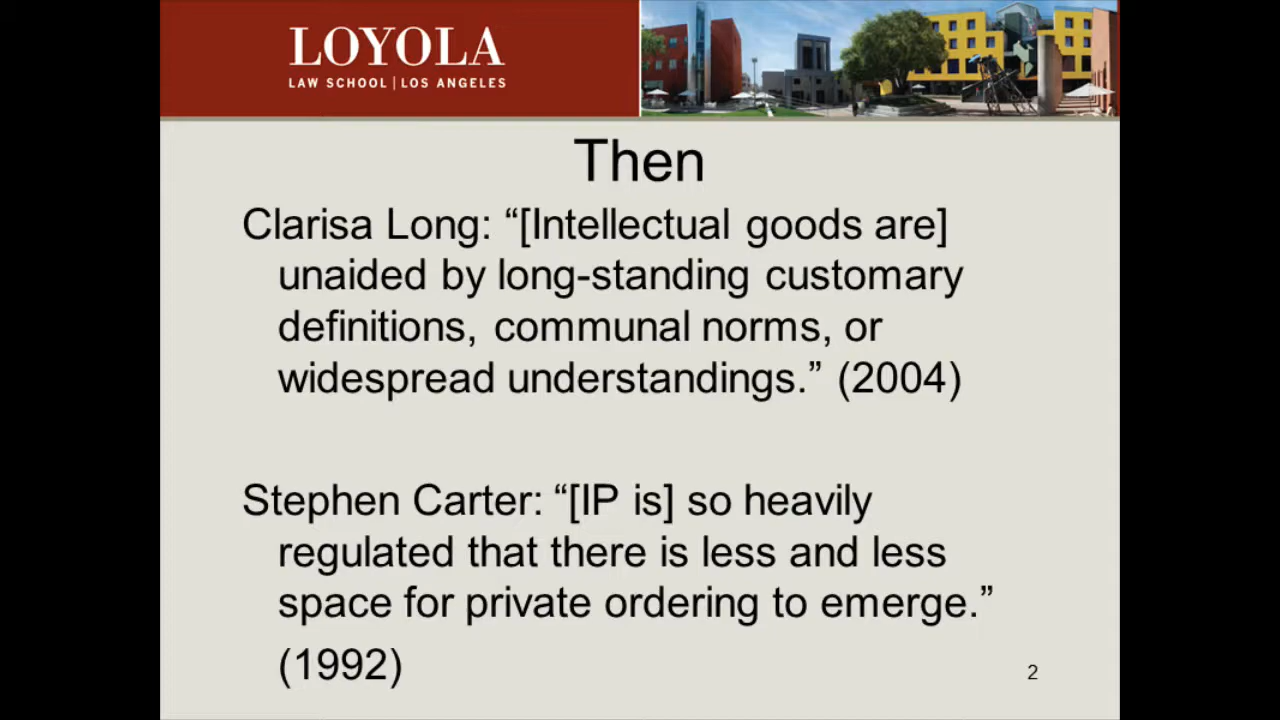 LOYOLA
LAW SCHOOL | LOS ANGELES
Then
Clarisa Long: “[Intellectual goods are]
unaided by long-standing customary
definitions, communal norms, or
widespread understandings.” (2004)
Stephen Carter: “[IP is] so heavily
regulated that there is less and less
space for private ordering to emerge.”
(1992)
2